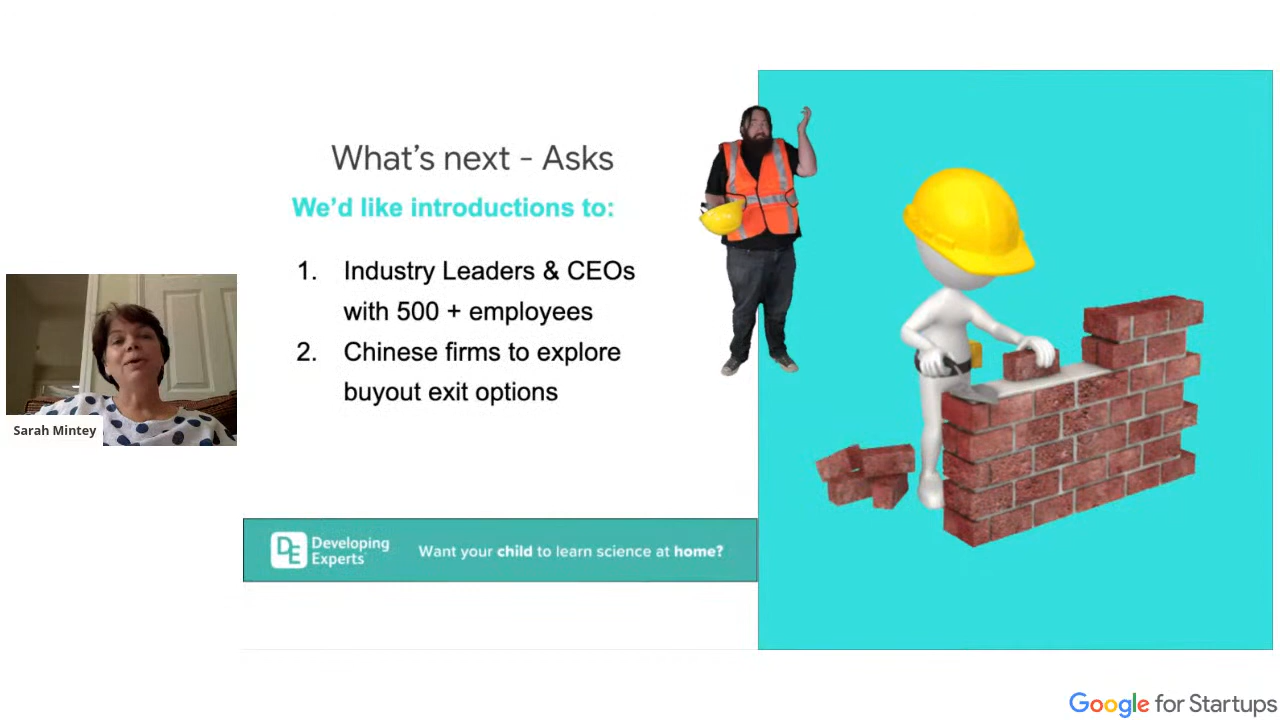 What's next - Asks
We'd like introductions to:
1. Industry Leaders & CEOs
with 500 + employees
2. Chinese firms to explore
buyout exit options
Sarah Mintey
DE Developing
Experts
Want your child to learn science at home?
Google for Startups